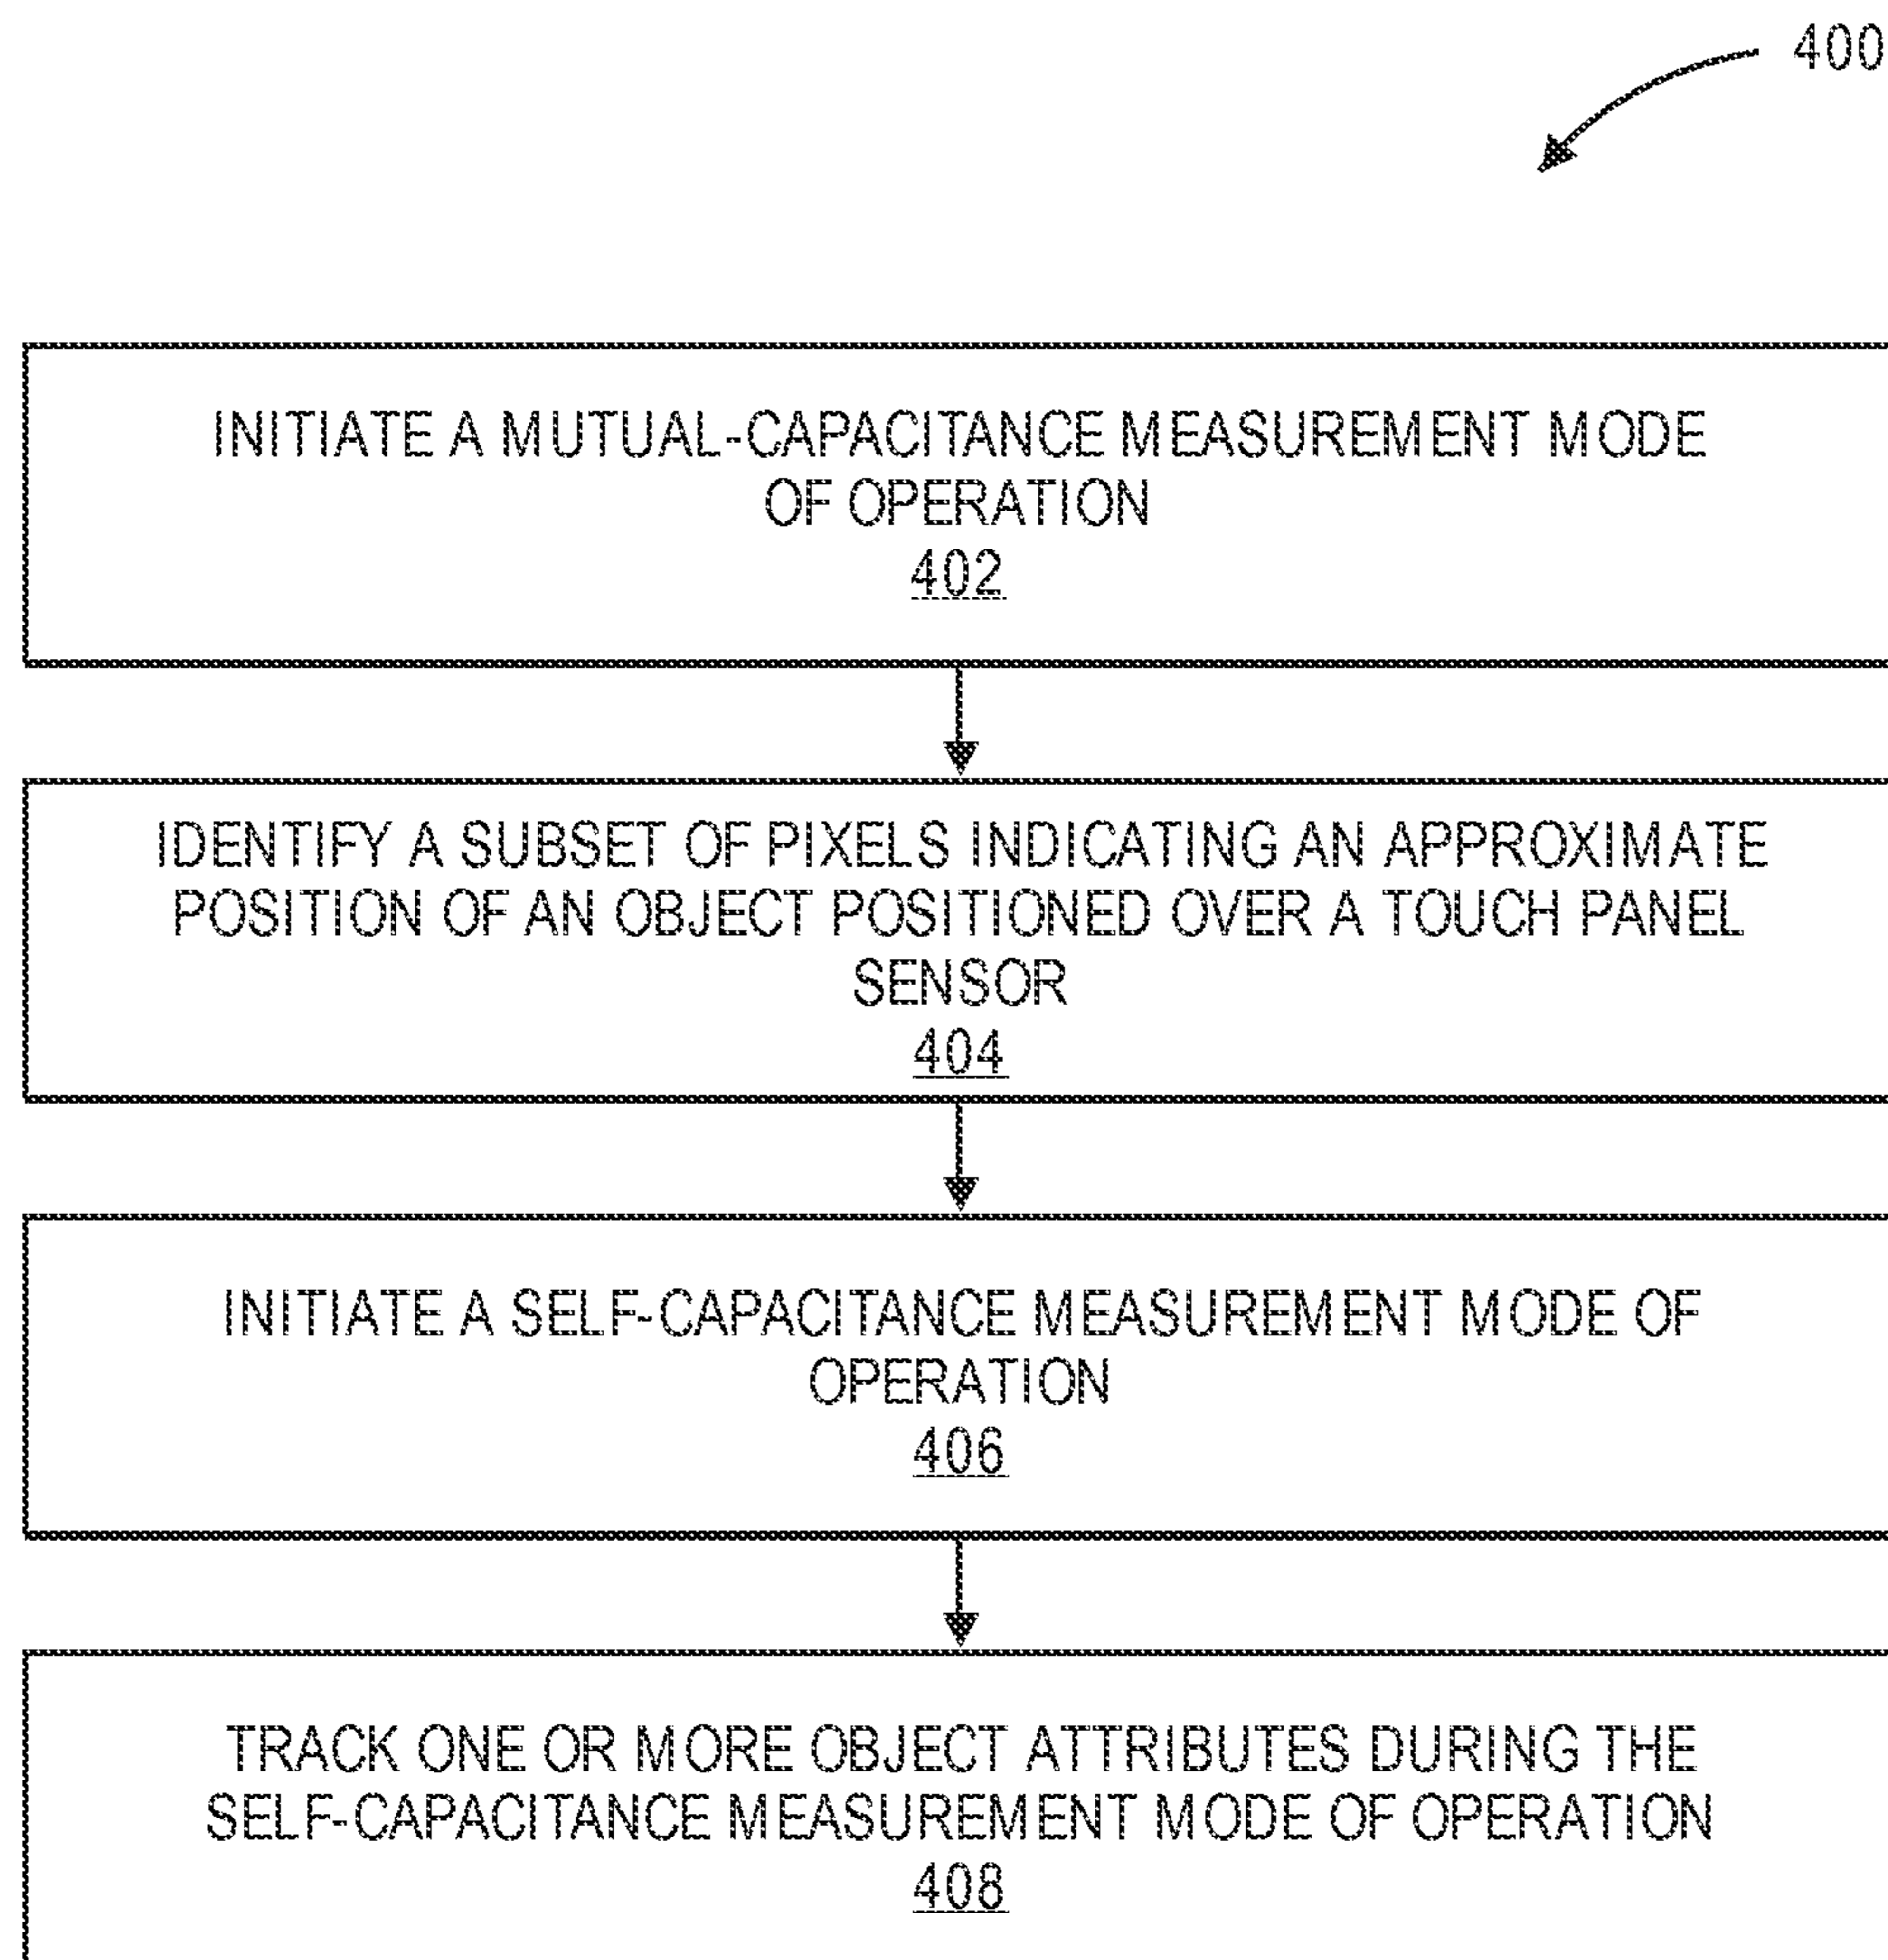 400
INITIATE A MUTUAL-CAPACITANCE MEASUREMENT MODE
OF OPERATION
402
IDENTIFY A SUBSET OF PIXELS INDICATING AN APPROXIMATE
POSITION OF AN OBJECT POSITIONED OVER A TOUCH PANEL
SENSOR
404
INITIATE A SELF-CAPACITANCE MEASUREMENT MODE OF
OPERATION
406
TRACK ONE OR MORE OBJECT ATTRIBUTES DURING THE
SELF-CAPACITANCE MEASUREMENT MODE OF OPERATION
408